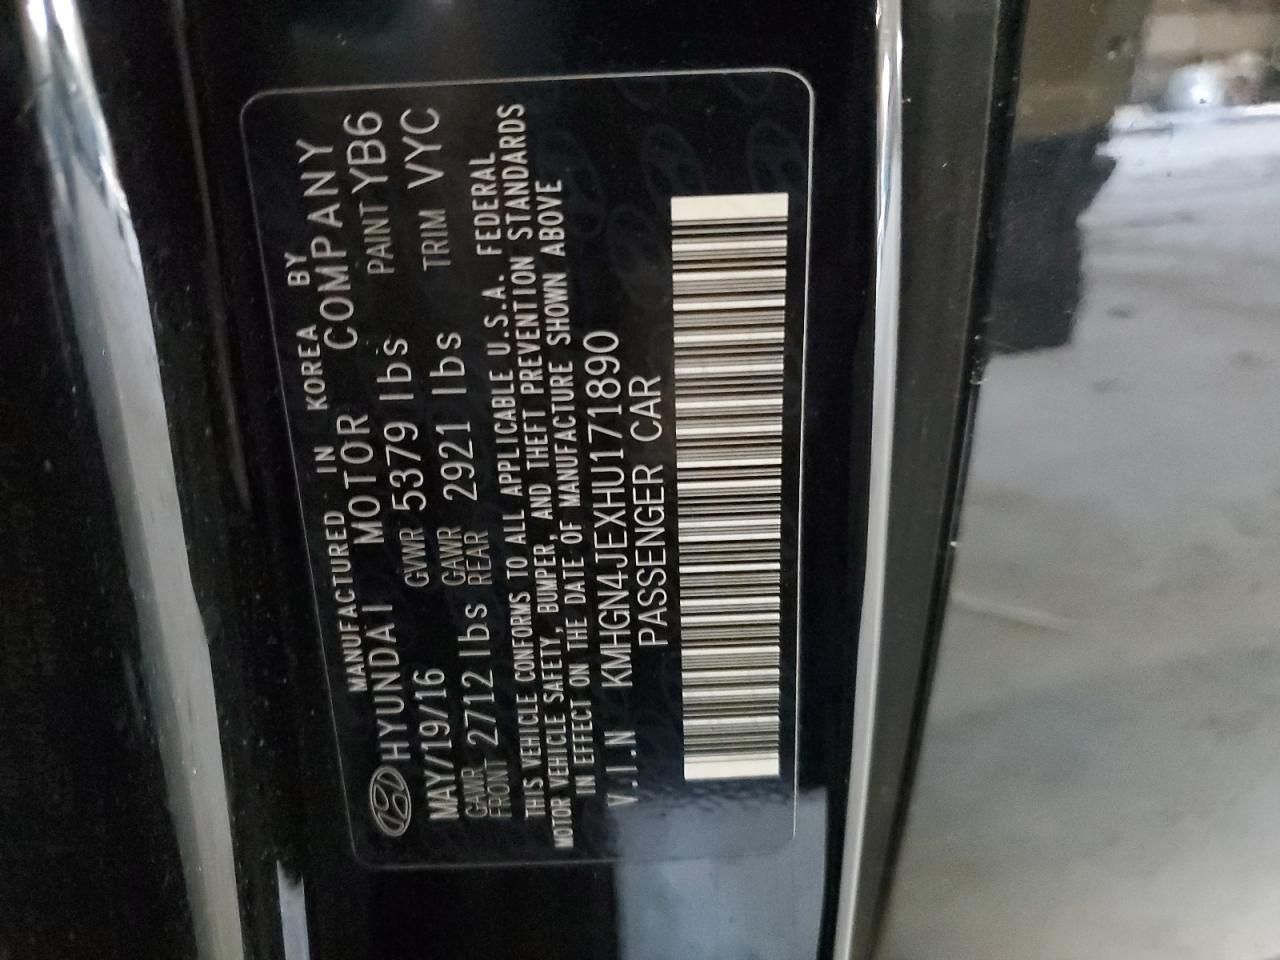 MANUFACTURED IN KOREA BY
HYUNDAI MOTOR COMPANY
MAY/19/16 GVWR 5379 lbs PAINT YB6
GAWR FRONT 2712 lbs GAWR REAR 2921 lbs TRIM VYC
THIS VEHICLE CONFORMS TO ALL APPLICABLE U.S.A. FEDERAL
MOTOR VEHICLE SAFETY, BUMPER, AND THEFT PREVENTION STANDARDS
IN EFFECT ON THE DATE OF MANUFACTURE SHOWN ABOVE
V.I.N KMHGN4JEXHU171890
PASSENGER CAR